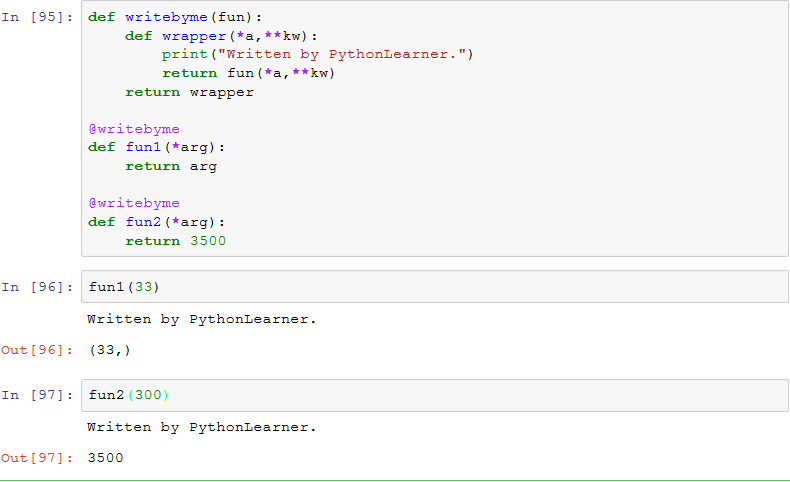 In [95]: def writebyme(fun):
    def wrapper(*a,**kw):
        print("Written by PythonLearner.")
        return fun(*a,**kw)
    return wrapper

@writebyme
def fun1(*arg):
    return arg

@writebyme
def fun2(*arg):
    return 3500
In [96]: fun1(33)
Written by PythonLearner.
Out[96]: (33,)
In [97]: fun2(300)
Written by PythonLearner.
Out[97]: 3500